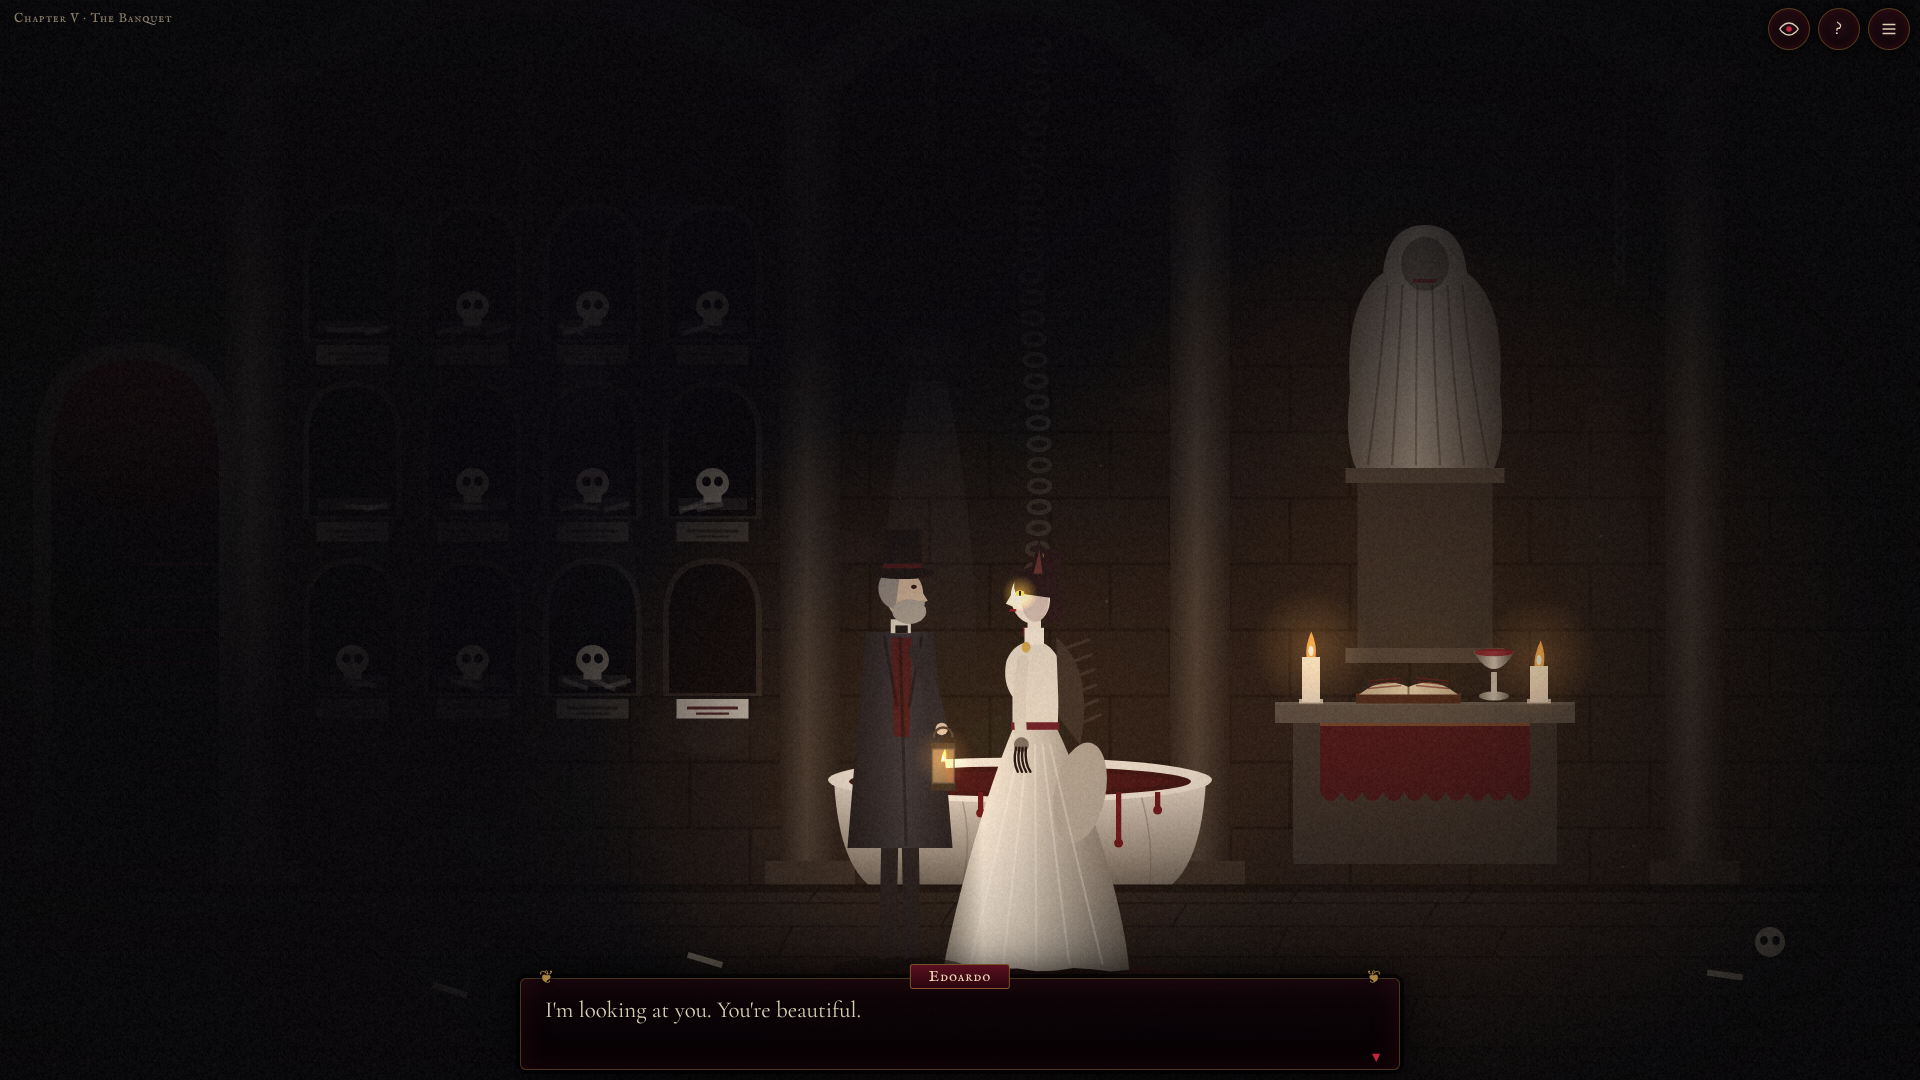 Chapter V · The Banquet
?
Edoardo
I'm looking at you. You're beautiful.